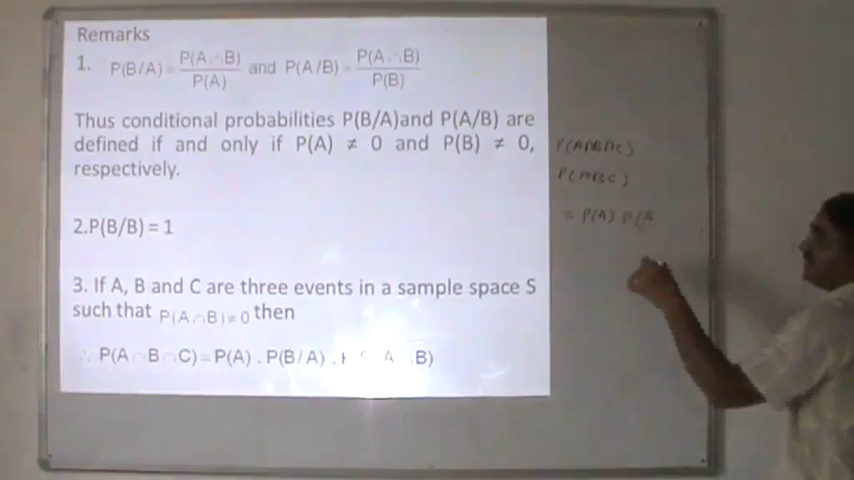 Remarks
1. P(B/A) = P(A∩B)/P(A) and P(A/B) = P(A∩B)/P(B)
Thus conditional probabilities P(B/A)and P(A/B) are
defined if and only if P(A) ≠ 0 and P(B) ≠ 0,
respectively.
2.P(B/B) = 1
3. If A, B and C are three events in a sample space S
such that P(A∩B)≠0 then
∴ P(A∩B∩C)=P(A) . P(B/A) . A B)
P(A∩B∩C)
P(ABC)
= P(A) P(B